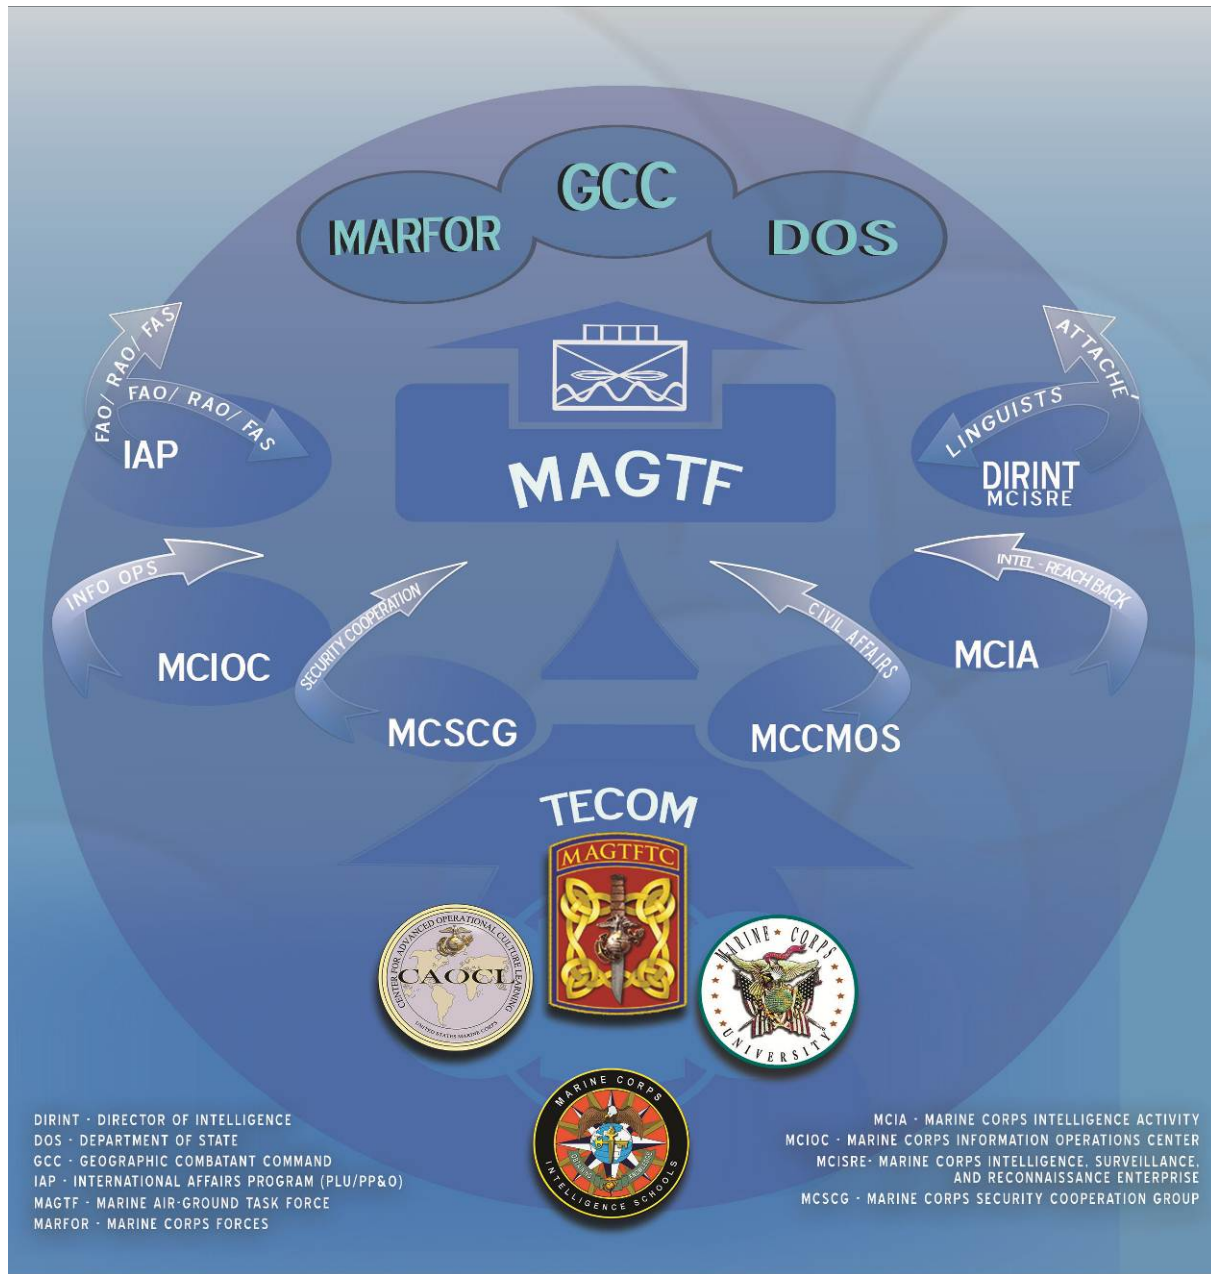 GCC
MARFOR
DOS
FAO/ RAO/ FAS
FAO/ RAO/ FAS
IAP
MAGTF
ATTACHÉ
LINGUISTS
DIRINT
MCISRE
INFO OPS
MCIOC
SECURITY COOPERATION
MCSCG
CIVIL AFFAIRS
MCCMOS
INTEL - REACH BACK
MCIA
TECOM
MAGTFTC
CENTER FOR ADVANCED OPERATIONAL CULTURE LEARNING
CAOCL
UNITED STATES MARINE CORPS
MARINE CORPS
UNIVERSITY
MARINE CORPS
INTELLIGENCE SCHOOLS
DIRINT - DIRECTOR OF INTELLIGENCE
DOS - DEPARTMENT OF STATE
GCC - GEOGRAPHIC COMBATANT COMMAND
IAP - INTERNATIONAL AFFAIRS PROGRAM (PLU/PP&O)
MAGTF - MARINE AIR-GROUND TASK FORCE
MARFOR - MARINE CORPS FORCES
MCIA - MARINE CORPS INTELLIGENCE ACTIVITY
MCIOC - MARINE CORPS INFORMATION OPERATIONS CENTER
MCISRE- MARINE CORPS INTELLIGENCE, SURVEILLANCE,
AND RECONNAISSANCE ENTERPRISE
MCSCG - MARINE CORPS SECURITY COOPERATION GROUP